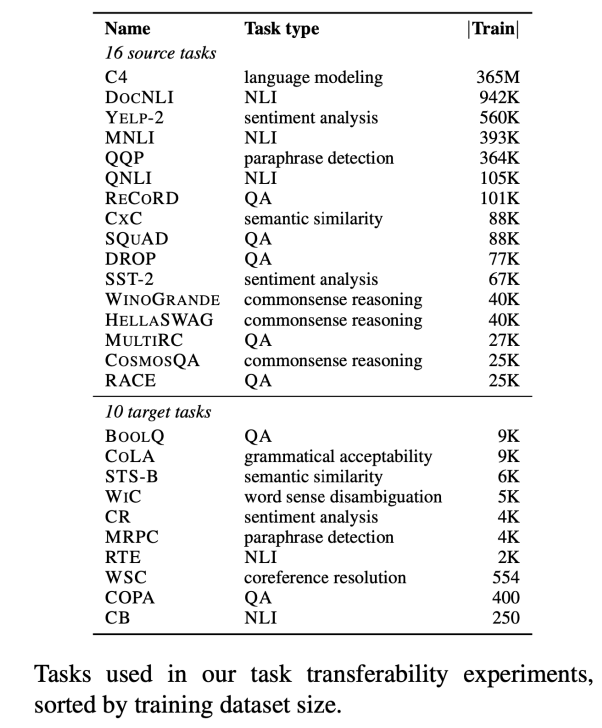 Name Task type |Train|
16 source tasks
C4 language modeling 365M
DOCNLI NLI 942K
YELP-2 sentiment analysis 560K
MNLI NLI 393K
QQP paraphrase detection 364K
QNLI NLI 105K
RECORD QA 101K
CXC semantic similarity 88K
SQUAD QA 88K
DROP QA 77K
SST-2 sentiment analysis 67K
WINOGRANDE commonsense reasoning 40K
HELLASWAG commonsense reasoning 40K
MULTIRC QA 27K
COSMOSQA commonsense reasoning 25K
RACE QA 25K
10 target tasks
BOOLQ QA 9K
COLA grammatical acceptability 9K
STS-B semantic similarity 6K
WIC word sense disambiguation 5K
CR sentiment analysis 4K
MRPC paraphrase detection 4K
RTE NLI 2K
WSC coreference resolution 554
COPA QA 400
CB NLI 250
Tasks used in our task transferability experiments,
sorted by training dataset size.